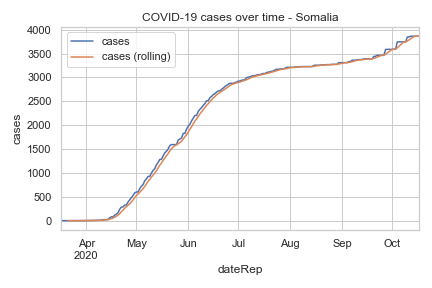 COVID-19 cases over time - Somalia
cases
cases (rolling)
4000
3500
3000
2500
2000
1500
1000
500
0
cases
Apr
2020
May
Jun
Jul
Aug
Sep
Oct
dateRep